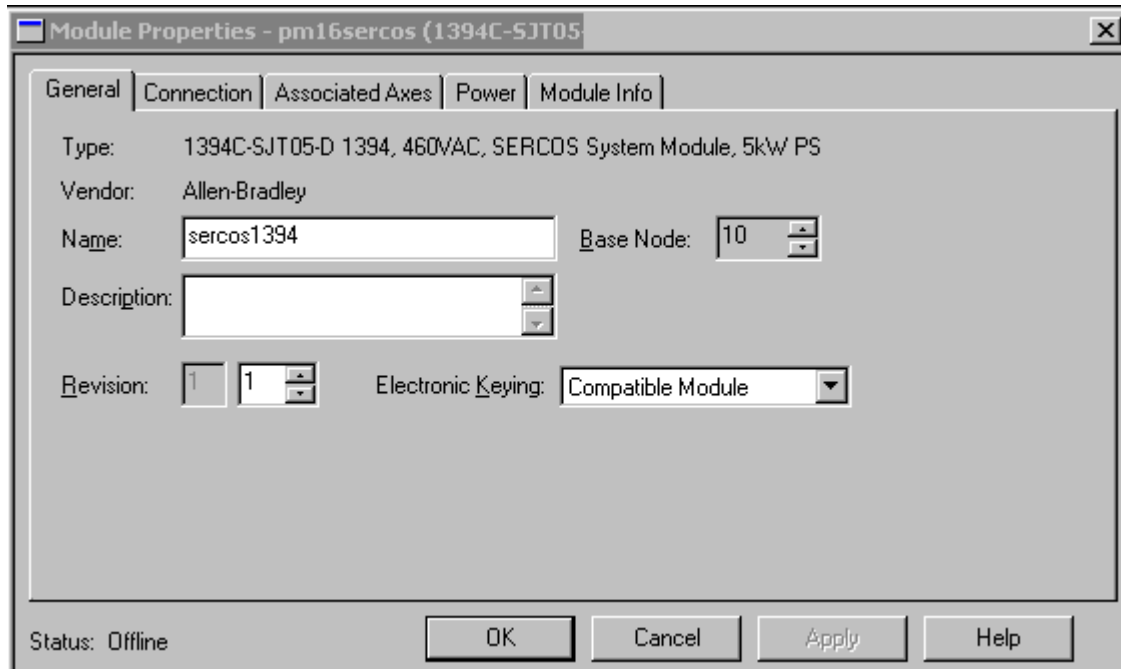 Module Properties - pm16sercos (1394C-SJT05-
General Connection Associated Axes Power Module Info
Type: 1394C-SJT05-D 1394, 460VAC, SERCOS System Module, 5kW PS
Vendor: Allen-Bradley
Name: sercos1394 Base Node: 10
Description:
Revision: 1 1 Electronic Keying: Compatible Module
Status: Offline OK Cancel Apply Help